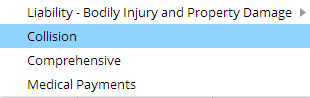 Liability - Bodily Injury and Property Damage
Collision
Comprehensive
Medical Payments